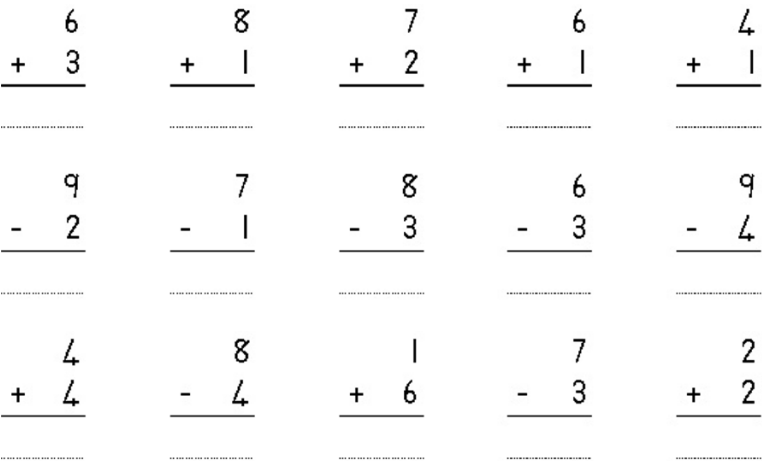 6 8 7 6 4
+ 3 + 1 + 2 + 1 + 1
9 7 8 6 9
- 2 - 1 - 3 - 3 - 4
4 8 1 7 2
+ 4 - 4 + 6 - 3 + 2